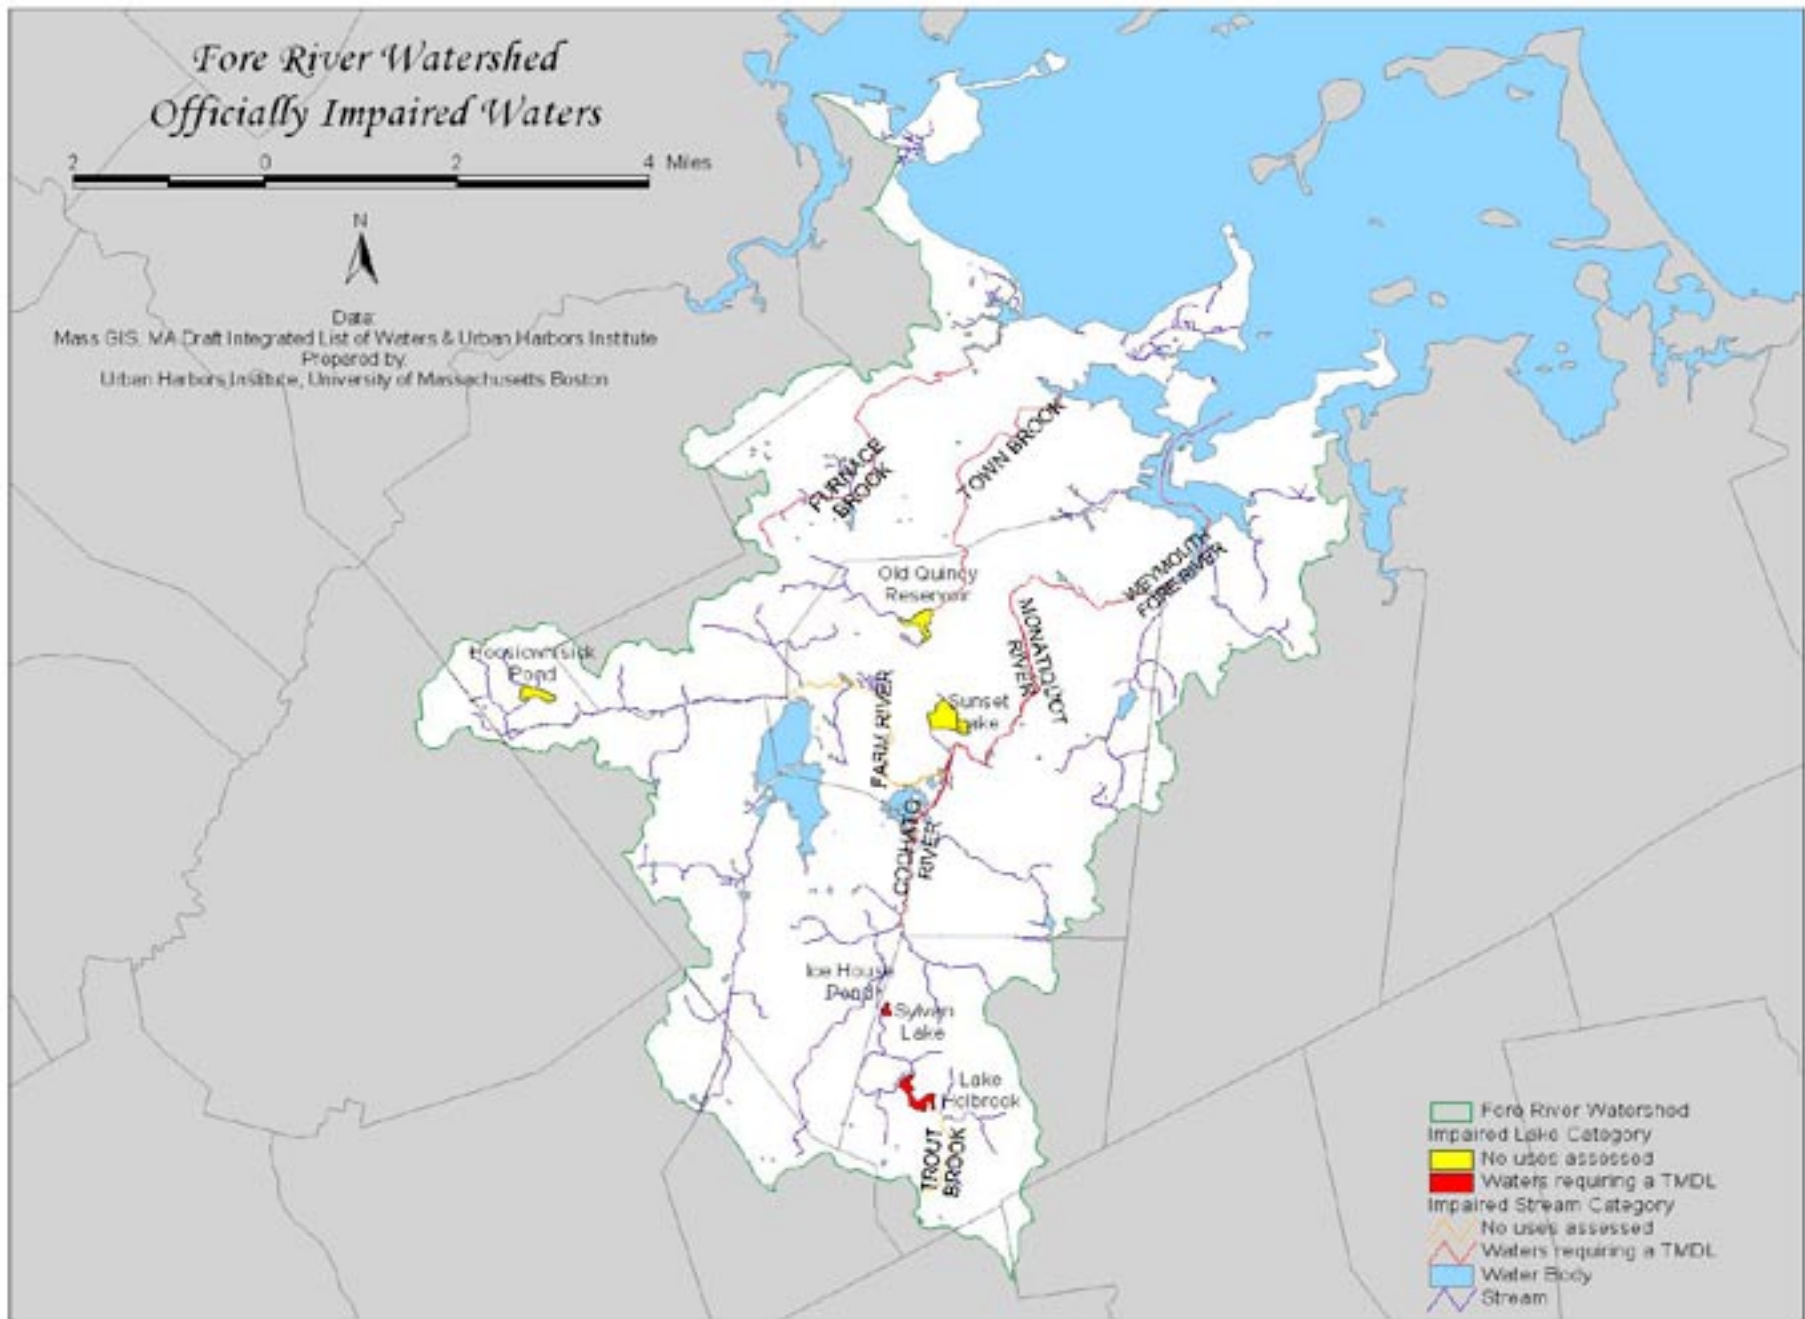 Fore River Watershed
Officially Impaired Waters
2 0 2 4 Miles
N
Data:
Mass GIS, MA Draft Integrated List of Waters & Urban Harbors Institute
Prepared by:
Urban Harbors Institute, University of Massachusetts Boston
FURNACE
BROOK
TOWN BROOK
WEYMOUTH
FORE RIVER
Old Quincy
Reservoir
MONATIQUOT
RIVER
Pond
FARM RIVER
Sunset
Lake
COCHATO
RIVER
Ice House
Pond
Sylvan
Lake
Lake
Holbrook
TROUT
BROOK
Fore River Watershed
Impaired Lake Category
No uses assessed
Waters requiring a TMDL
Impaired Stream Category
No uses assessed
Waters requiring a TMDL
Water Body
Stream